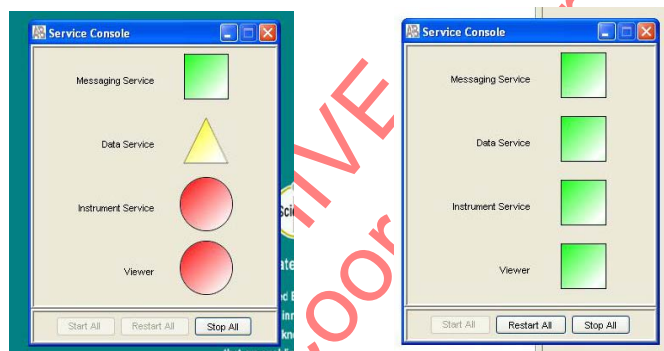 Service Console
Messaging Service
Data Service
Instrument Service
Viewer
Start All Restart All Stop All
Service Console
Messaging Service
Data Service
Instrument Service
Viewer
Start All Restart All Stop All